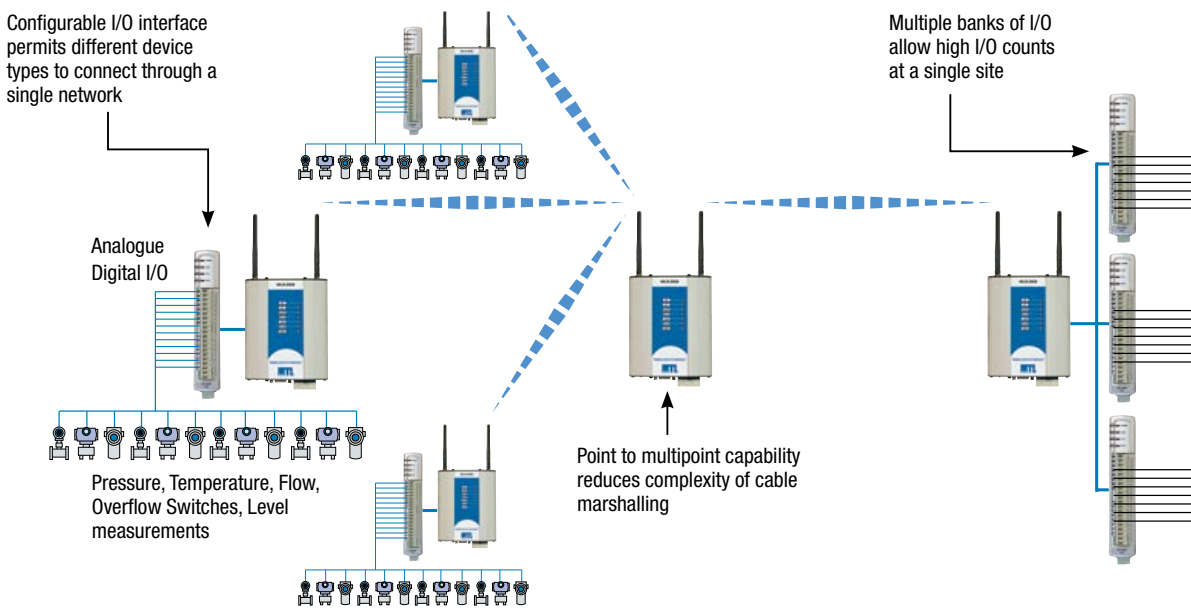 Configurable I/O interface
permits different device
types to connect through a
single network
Multiple banks of I/O
allow high I/O counts
at a single site
Analogue
Digital I/O
MTL
Pressure, Temperature, Flow,
Overflow Switches, Level
measurements
Point to multipoint capability
reduces complexity of cable
marshalling